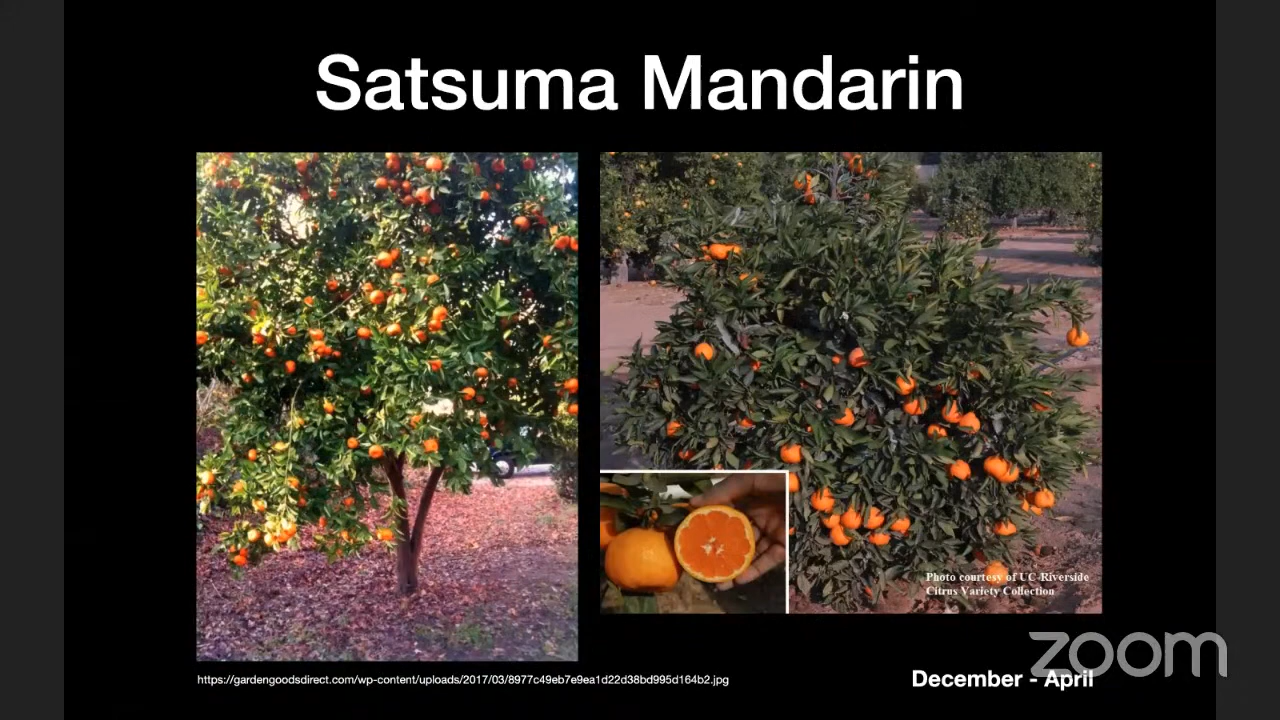 Satsuma Mandarin
Photo courtesy of UC-Riverside
Citrus Variety Collection
https://gardengoodsdirect.com/wp-content/uploads/2017/03/8977c49eb7e9ea1d22d38bd995d164b2.jpg
December - April
zoom